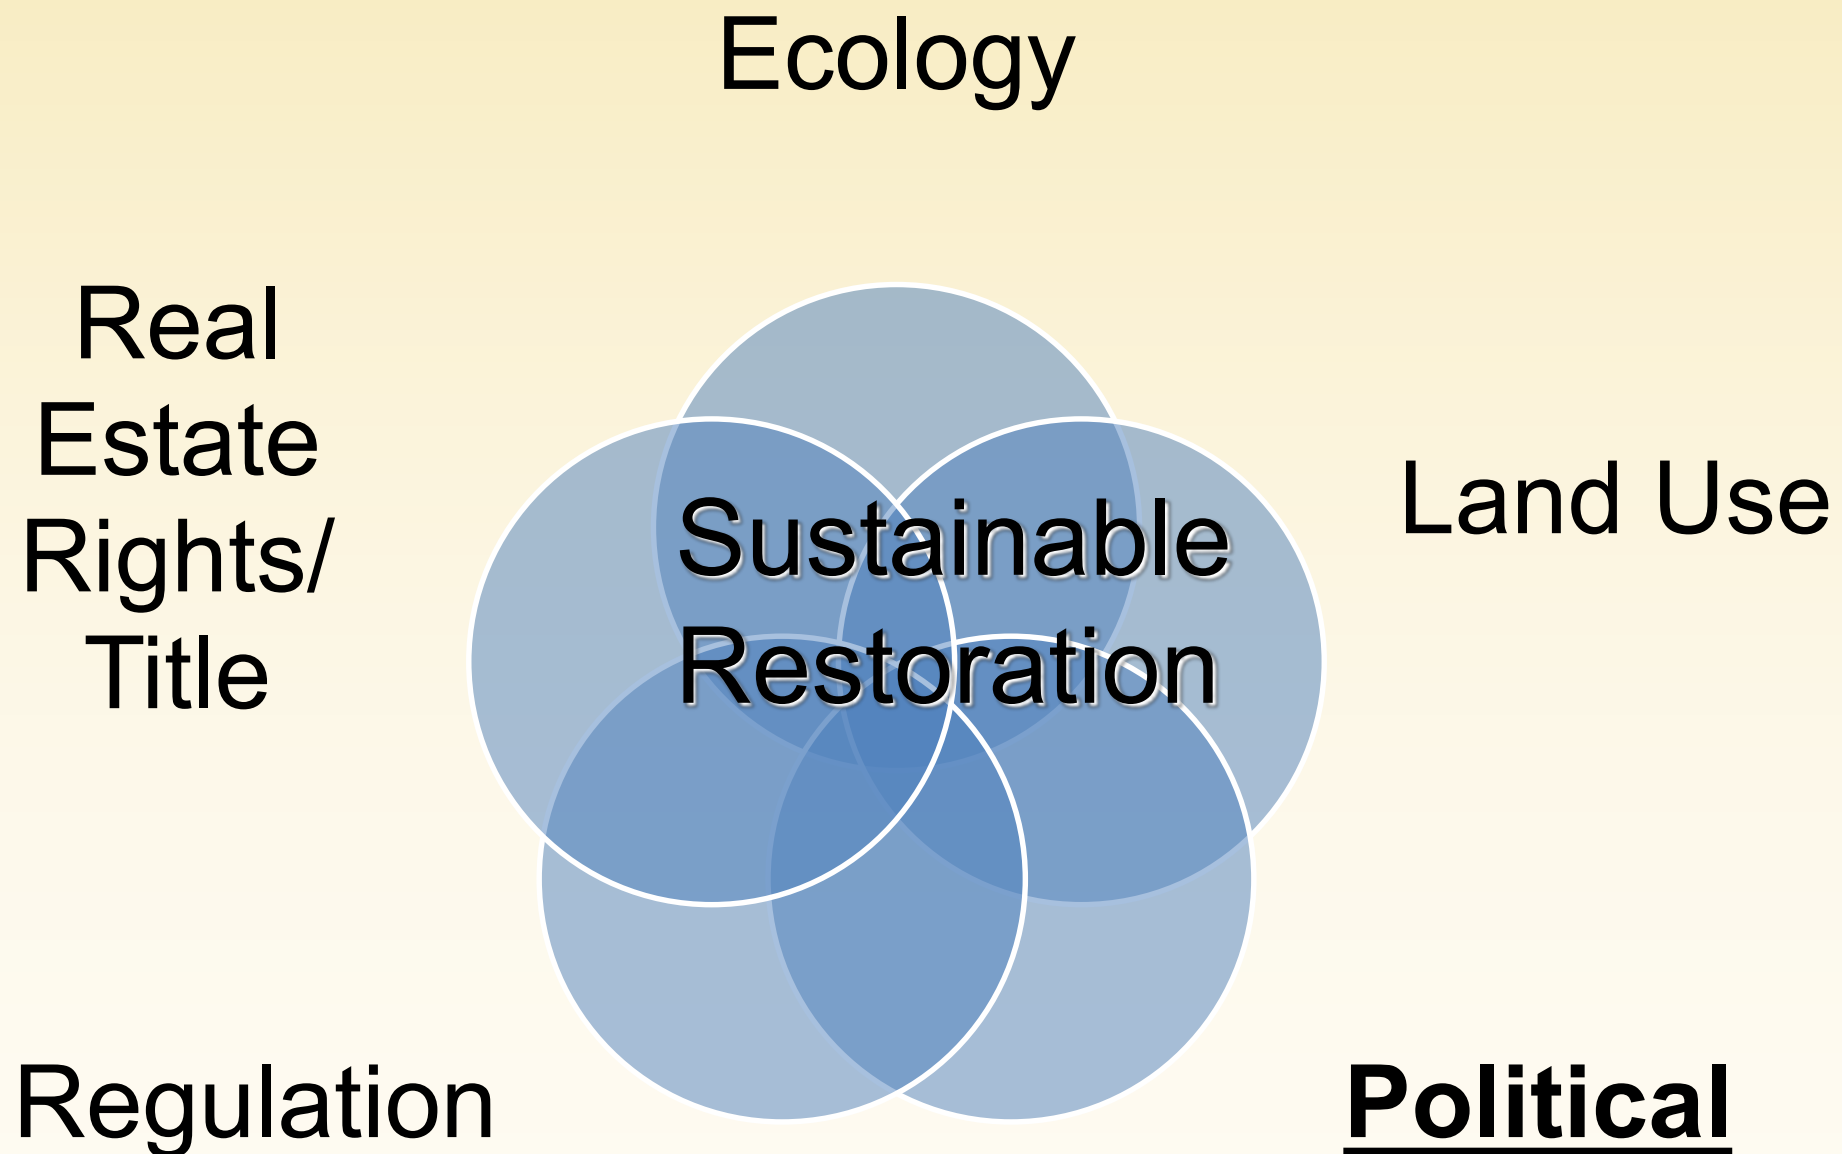 Ecology
Real
Estate
Rights/
Title
Sustainable
Restoration
Land Use
Regulation
Political